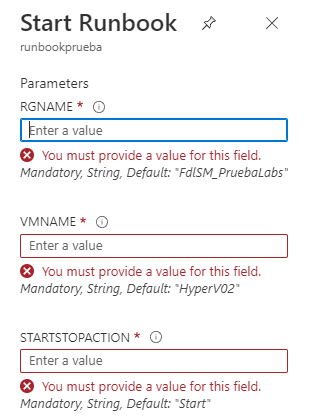 Start Runbook
runbookprueba
Parameters
RGNAME *
Enter a value
You must provide a value for this field.
Mandatory, String, Default: "FdlSM_PruebaLabs"
VMNAME *
Enter a value
You must provide a value for this field.
Mandatory, String, Default: "HyperV02"
STARTSTOPACTION *
Enter a value
You must provide a value for this field.
Mandatory, String, Default: "Start"